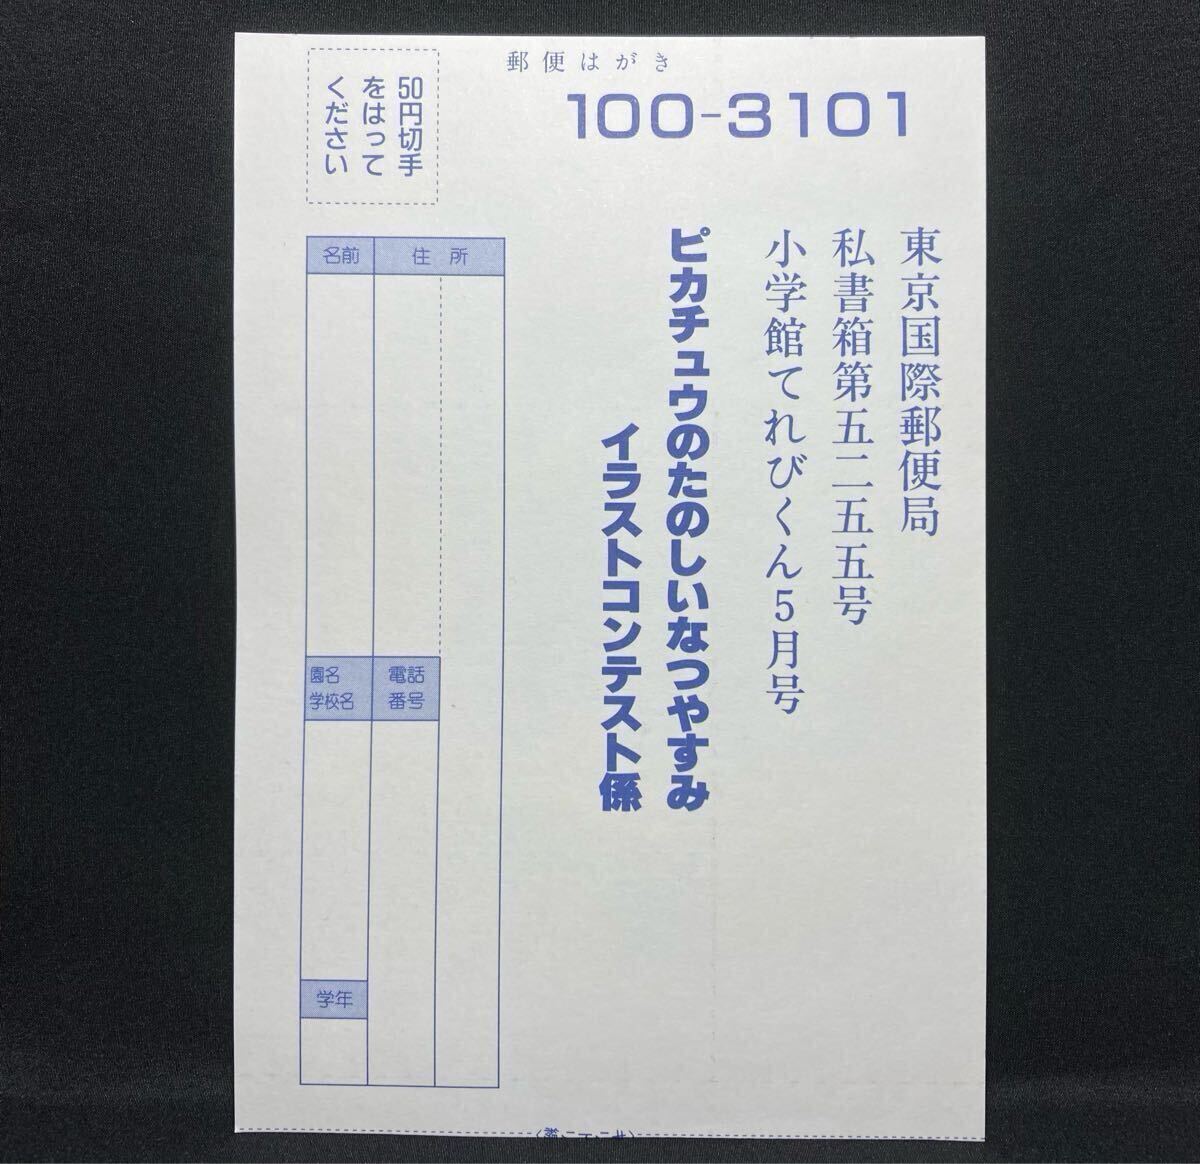 郵便はがき
100-3101
東京国際郵便局
私書箱第五二五五号
小学館てれびくん5月号
ピカチュウのたのしいなつやすみ
イラストコンテスト係
50円切手
をはって
ください
住所
名前
電話
番号
園名
学校名
学年